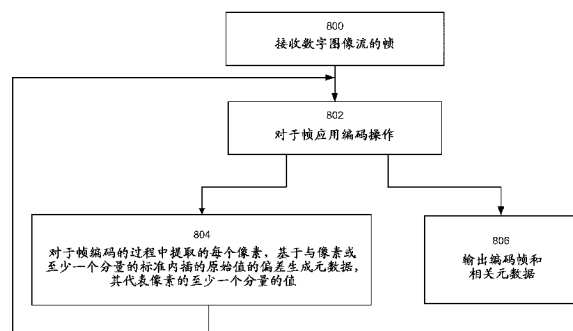 800
接收数字图像流的帧
802
对于帧应用编码操作
804
对于帧编码的过程中提取的每个像素，基于与像素或
至少一个分量的标准内插的原始值的偏差生成元数据，
其代表像素的至少一个分量的值
806
输出编码帧和
相关元数据